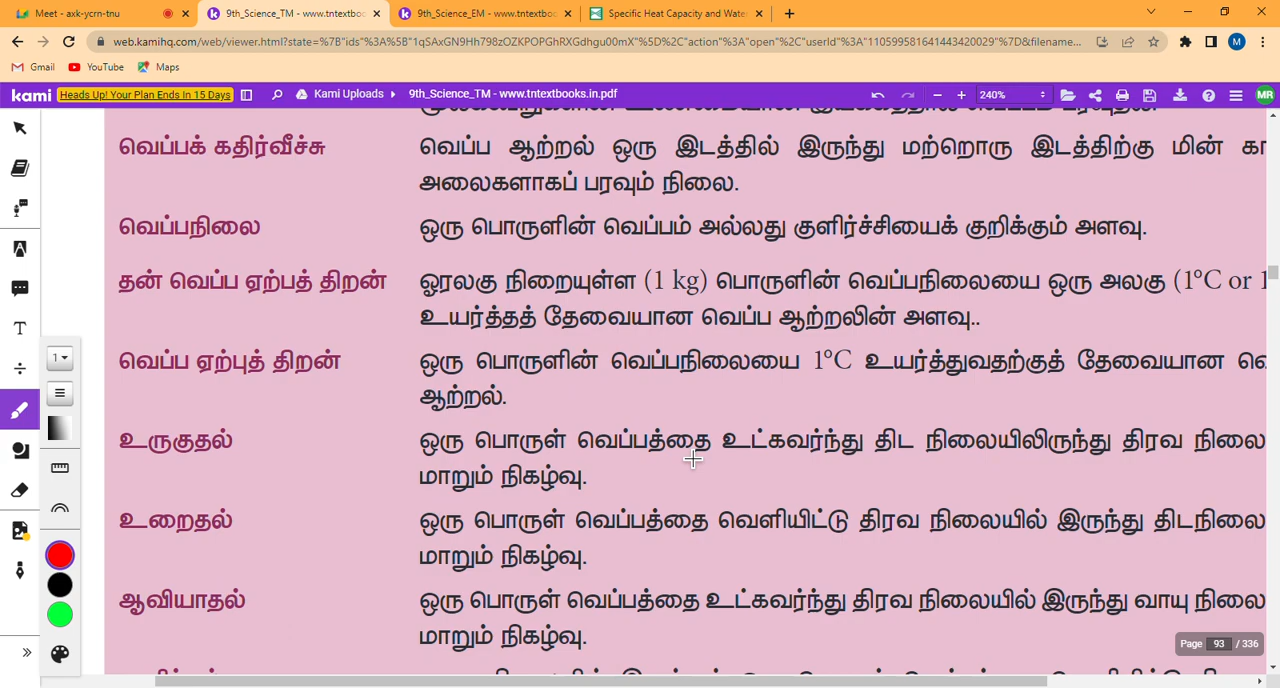 Meet - axk-ycrn-tnu
9th_Science_TM - www.tntextbooks
9th_Science_EM - www.tntextboo
Specific Heat Capacity and Wate
web.kamihq.com/web/viewer.html?state=%7B"ids"%3A%5B"1qSAxGN9Hh798zOZKPOPGhRXGdhgu00mX"%5D%2C"action"%3A"open"%2C"userId"%3A"110599581641443420029"%7D&filename...
M
Gmail YouTube Maps
kami Heads Up! Your Plan Ends In 15 Days Kami Uploads 9th_Science_TM - www.tntextbooks.in.pdf 240% MR
வெப்பக் கதிர்வீச்சு வெப்ப ஆற்றல் ஒரு இடத்தில் இருந்து மற்றொரு இடத்திற்கு மின் கா
அலைகளாகப் பரவும் நிலை.
வெப்பநிலை ஒரு பொருளின் வெப்பம் அல்லது குளிர்ச்சியைக் குறிக்கும் அளவு.
தன் வெப்ப ஏற்பத் திறன் ஓரலகு நிறையுள்ள (1 kg) பொருளின் வெப்பநிலையை ஒரு அலகு (1°C or 1
உயர்த்தத் தேவையான வெப்ப ஆற்றலின் அளவு..
வெப்ப ஏற்புத் திறன் ஒரு பொருளின் வெப்பநிலையை 1°C உயர்த்துவதற்குத் தேவையான வெ
ஆற்றல்.
உருகுதல் ஒரு பொருள் வெப்பத்தை உட்கவர்ந்து திட நிலையிலிருந்து திரவ நிலை
மாறும் நிகழ்வு.
உறைதல் ஒரு பொருள் வெப்பத்தை வெளியிட்டு திரவ நிலையில் இருந்து திடநிலை
மாறும் நிகழ்வு.
ஆவியாதல் ஒரு பொருள் வெப்பத்தை உட்கவர்ந்து திரவ நிலையில் இருந்து வாயு நிலை
மாறும் நிகழ்வு.
Page 93 / 336
1
T